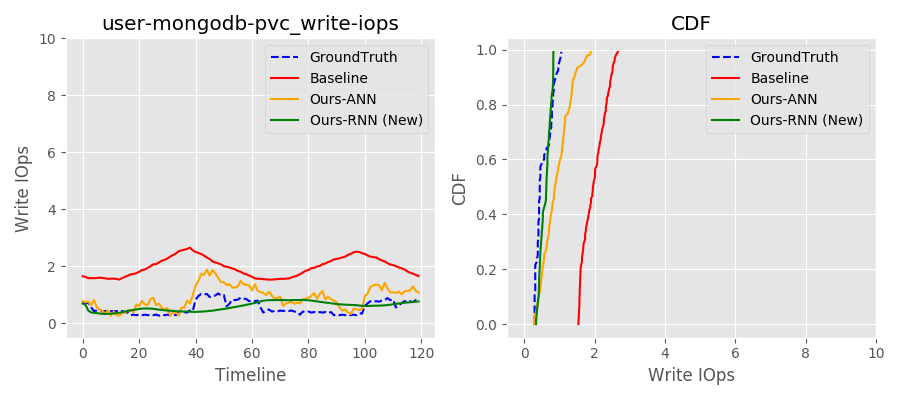 user-mongodb-pvc_write-iops
Write IOps
10
8
6
4
2
0
0 20 40 60 80 100 120
Timeline
GroundTruth
Baseline
Ours-ANN
Ours-RNN (New)
CDF
CDF
1.0
0.8
0.6
0.4
0.2
0.0
0 2 4 6 8 10
Write IOps
GroundTruth
Baseline
Ours-ANN
Ours-RNN (New)